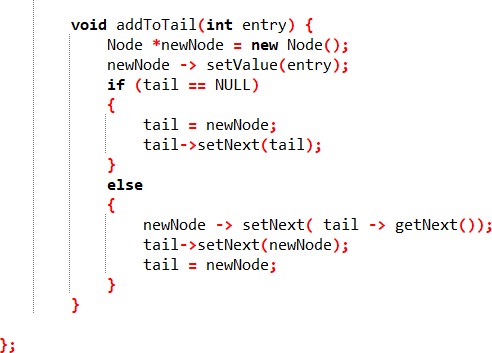 void addToTail(int entry) {
Node *newNode = new Node();
newNode -> setValue(entry);
if (tail == NULL)
{
tail = newNode;
tail->setNext(tail);
}
else
{
newNode -> setNext( tail -> getNext());
tail->setNext(newNode);
tail = newNode;
}
}
};